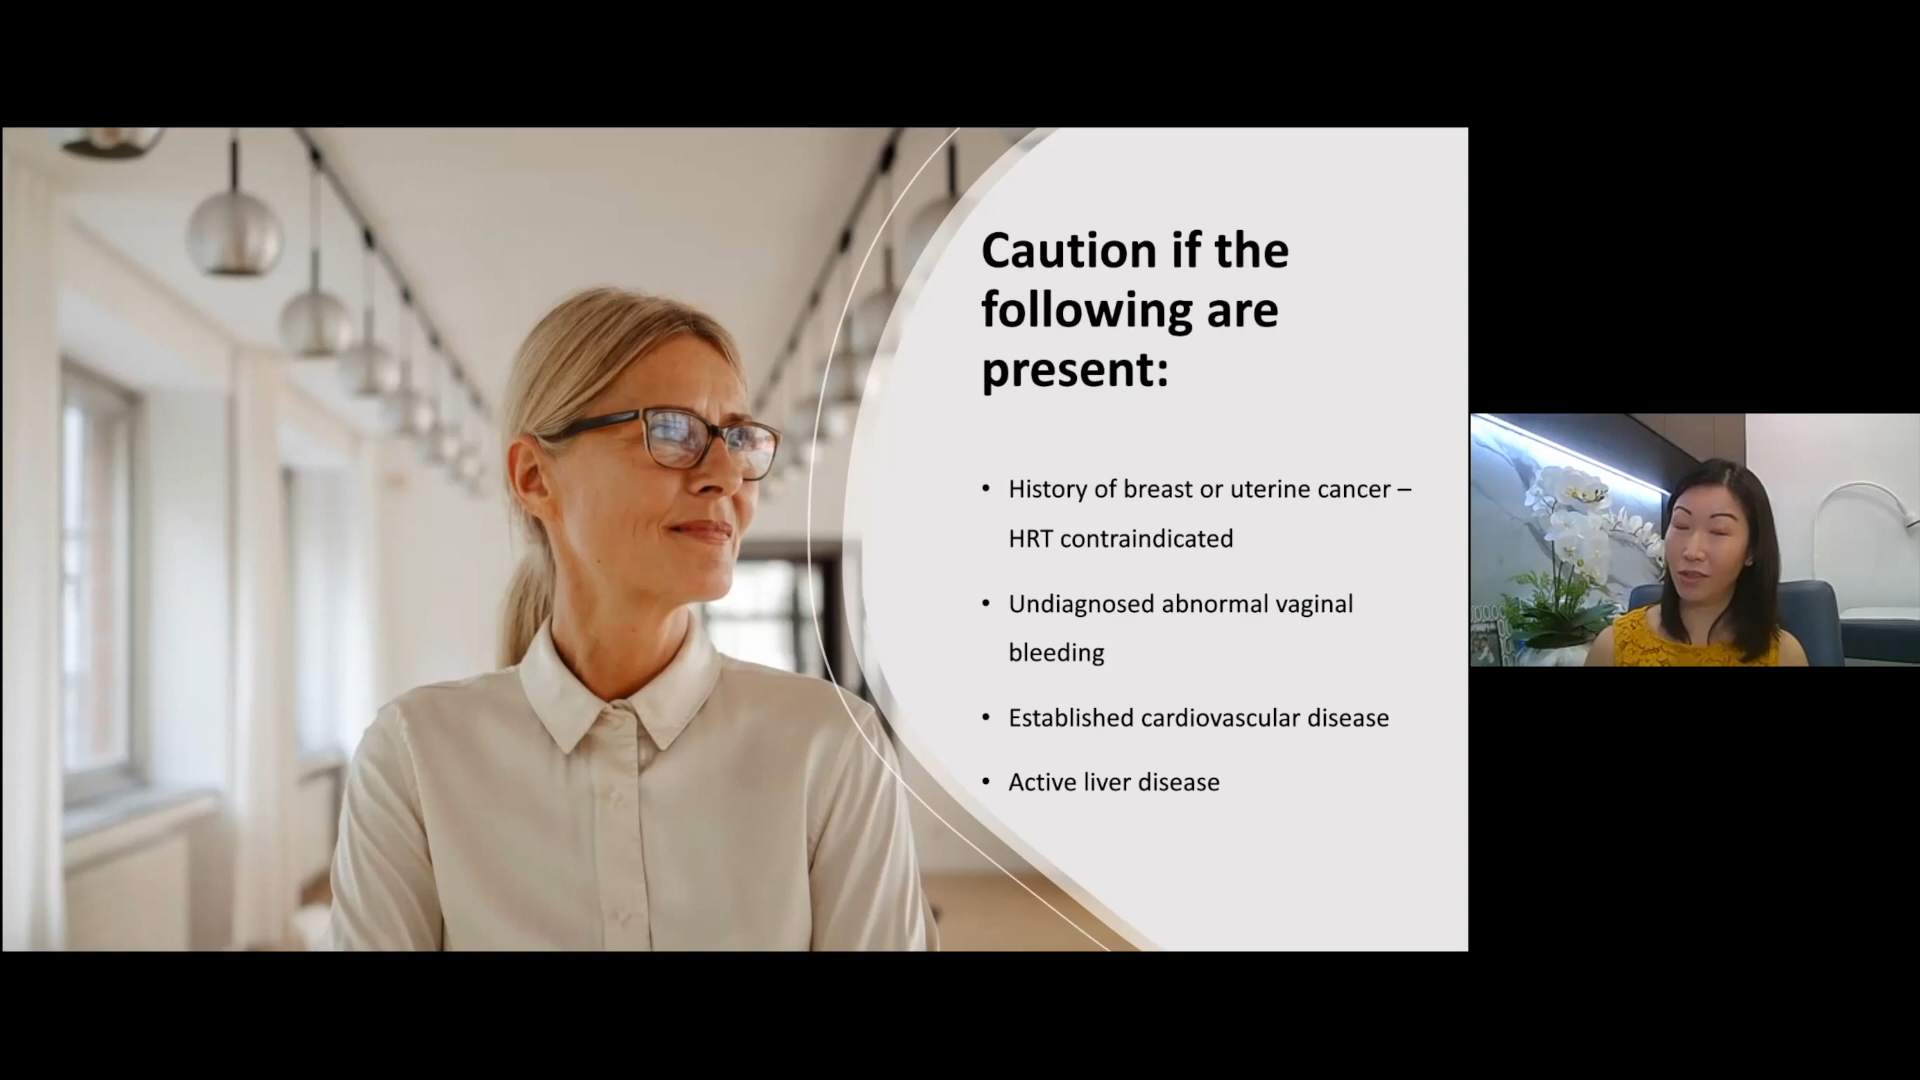 Caution if the
following are
present:
• History of breast or uterine cancer –
HRT contraindicated
• Undiagnosed abnormal vaginal
bleeding
• Established cardiovascular disease
• Active liver disease